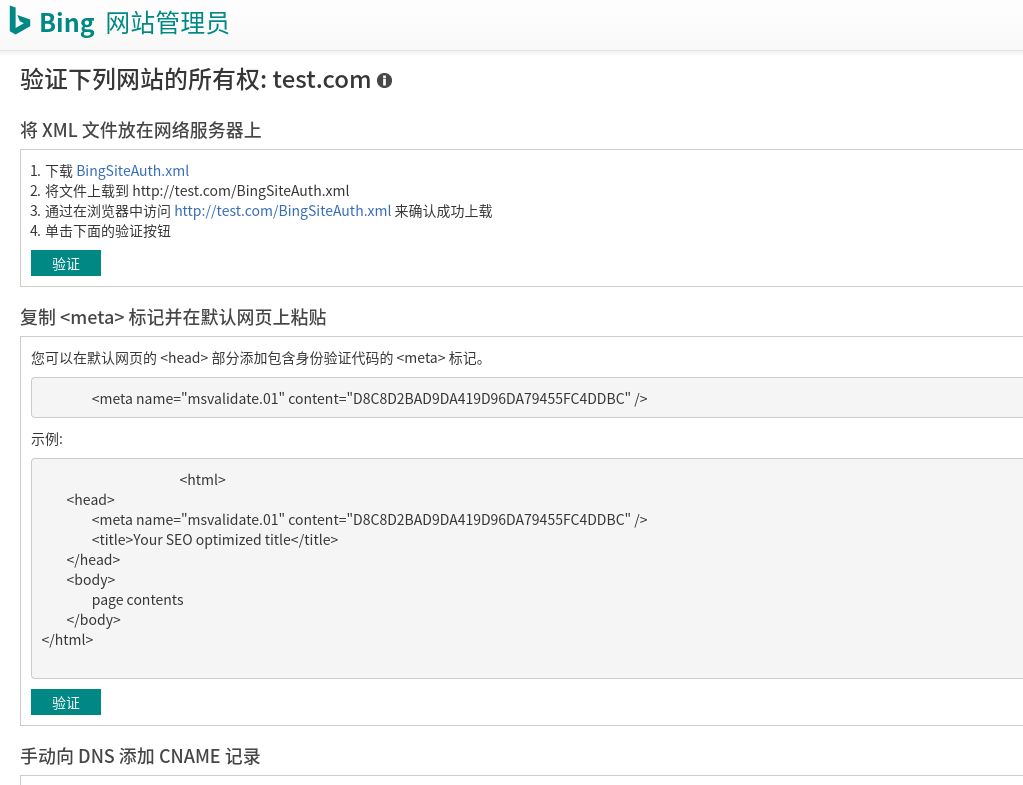 Bing 网站管理员
验证下列网站的所有权: test.com
将 XML 文件放在网络服务器上
1. 下载 BingSiteAuth.xml
2. 将文件上载到 http://test.com/BingSiteAuth.xml
3. 通过在浏览器中访问 http://test.com/BingSiteAuth.xml 来确认成功上载
4. 单击下面的验证按钮
验证
复制 <meta> 标记并在默认网页上粘贴
您可以在默认网页的 <head> 部分添加包含身份验证代码的 <meta> 标记。
<meta name="msvalidate.01" content="D8C8D2BAD9DA419D96DA79455FC4DDBC" />
示例:
<html>
<head>
<meta name="msvalidate.01" content="D8C8D2BAD9DA419D96DA79455FC4DDBC" />
<title>Your SEO optimized title</title>
</head>
<body>
page contents
</body>
</html>
验证
手动向 DNS 添加 CNAME 记录